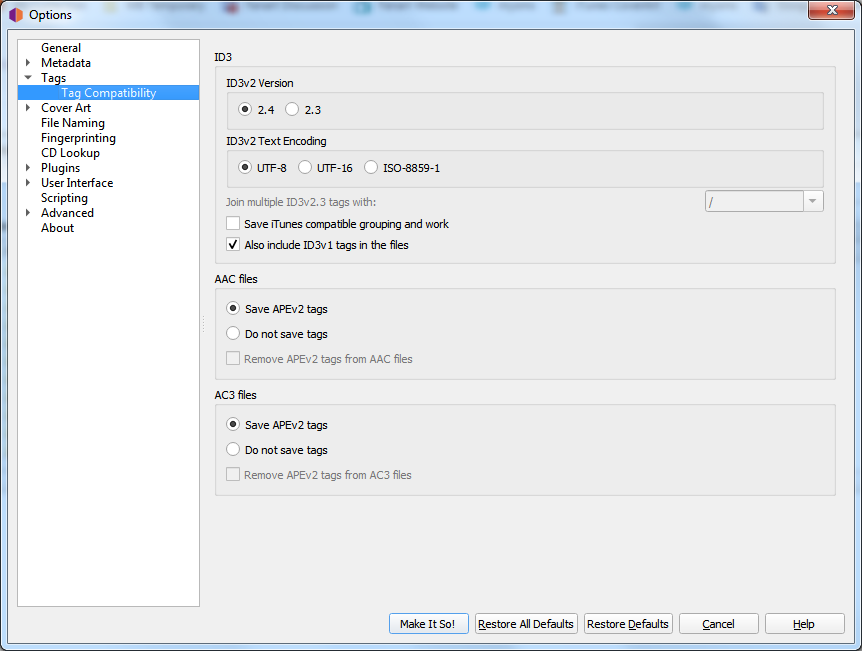 Options
General
Metadata
Tags
Tag Compatibility
Cover Art
File Naming
Fingerprinting
CD Lookup
Plugins
User Interface
Scripting
Advanced
About
ID3
ID3v2 Version
2.4 2.3
ID3v2 Text Encoding
UTF-8 UTF-16 ISO-8859-1
Join multiple ID3v2.3 tags with: /
Save iTunes compatible grouping and work
Also include ID3v1 tags in the files
AAC files
Save APEv2 tags
Do not save tags
Remove APEv2 tags from AAC files
AC3 files
Save APEv2 tags
Do not save tags
Remove APEv2 tags from AC3 files
Make It So! Restore All Defaults Restore Defaults Cancel Help